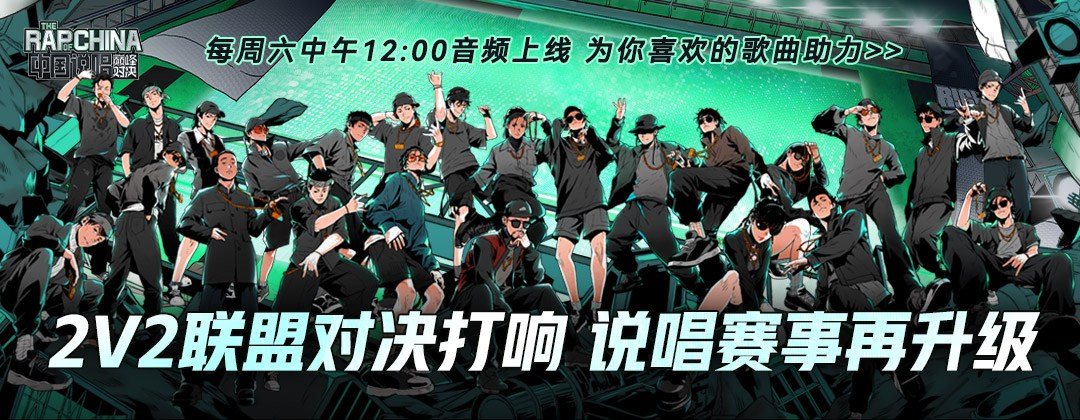 THE
RAP OF CHINA
中国说唱
巅峰
对决
每周六中午12:00音频上线 为你喜欢的歌曲助力>>
2V2联盟对决打响 说唱赛事再升级